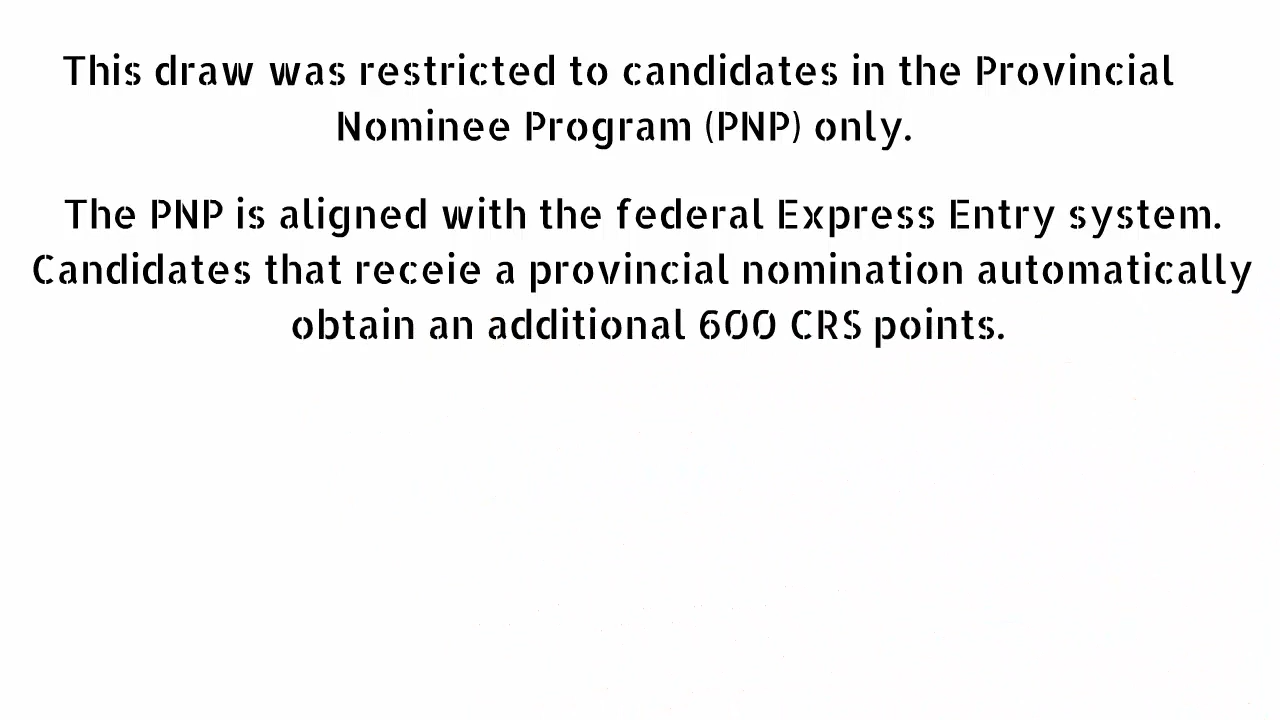 This draw was restricted to candidates in the Provincial
Nominee Program (PNP) only.
The PNP is aligned with the federal Express Entry system.
Candidates that receie a provincial nomination automatically
obtain an additional 600 CRS points.